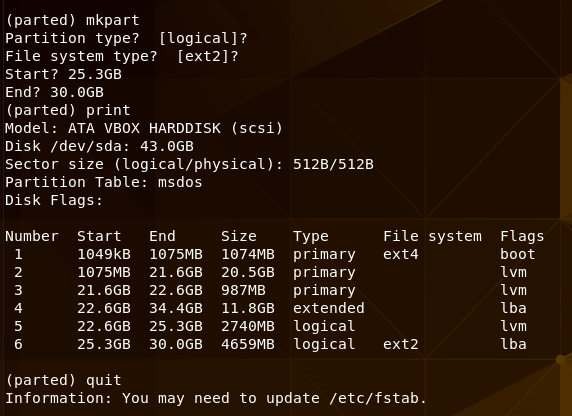 (parted) mkpart
Partition type?  [logical]?
File system type?  [ext2]?
Start? 25.3GB
End? 30.0GB
(parted) print
Model: ATA VBOX HARDDISK (scsi)
Disk /dev/sda: 43.0GB
Sector size (logical/physical): 512B/512B
Partition Table: msdos
Disk Flags:
Number  Start   End     Size    Type      File system  Flags
 1      1049kB  1075MB  1074MB  primary   ext4         boot
 2      1075MB  21.6GB  20.5GB  primary                lvm
 3      21.6GB  22.6GB  987MB   primary                lvm
 4      22.6GB  34.4GB  11.8GB  extended               lba
 5      22.6GB  25.3GB  2740MB  logical                lvm
 6      25.3GB  30.0GB  4659MB  logical   ext2         lba
(parted) quit
Information: You may need to update /etc/fstab.